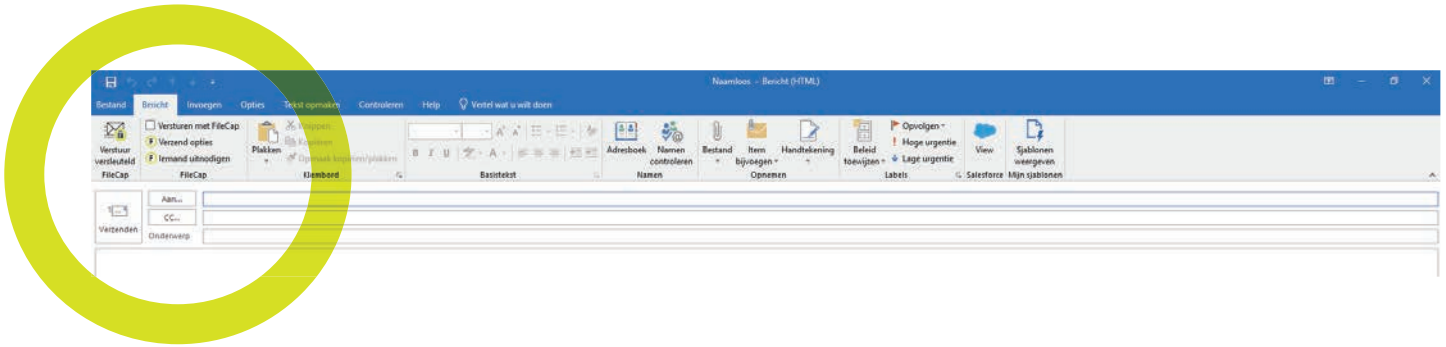 Naamloos - Bericht (HTML)
Bestand Bericht Invoegen Opties Tekst opmaken Controleren Help Vertel wat u wilt doen
Verstuur versleuteld
FileCap
Versturen met FileCap
Verzend opties
Iemand uitnodigen
FileCap
Plakken
Knippen
Kopiëren
Opmaak kopiëren/plakken
Klembord
B I U A
Basistekst
Adresboek
Namen controleren
Namen
Bestand
Item bijvoegen
Handtekening
Opnemen
Beleid toewijzen
Opvolgen
Hoge urgentie
Lage urgentie
Labels
View
Salesforce
Sjablonen weergeven
Mijn sjablonen
Verzenden
Aan...
CC...
Onderwerp